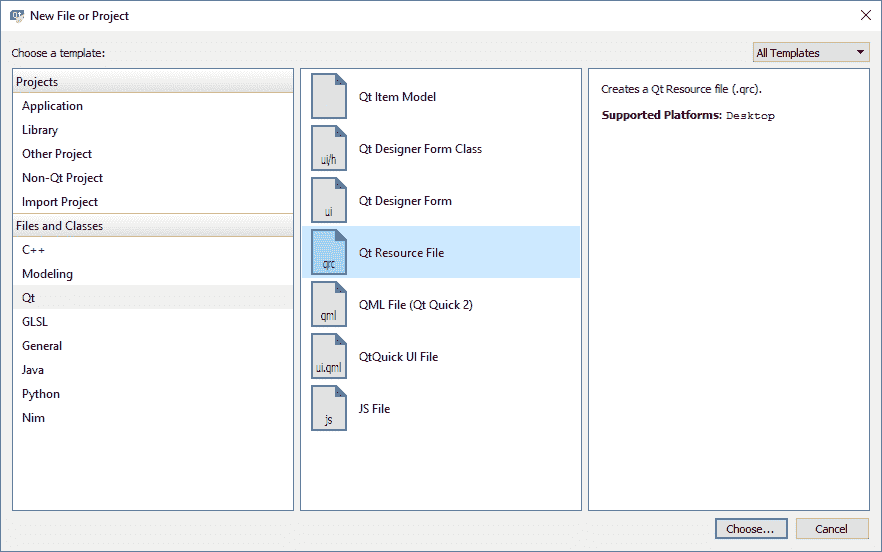 New File or Project
Choose a template:
All Templates
Projects
Application
Library
Other Project
Non-Qt Project
Import Project
Files and Classes
C++
Modeling
Qt
GLSL
General
Java
Python
Nim
Qt Item Model
ui/h
Qt Designer Form Class
ui
Qt Designer Form
qrc
Qt Resource File
qml
QML File (Qt Quick 2)
ui.qml
QtQuick UI File
js
JS File
Creates a Qt Resource file (.qrc).
Supported Platforms: Desktop
Choose...
Cancel